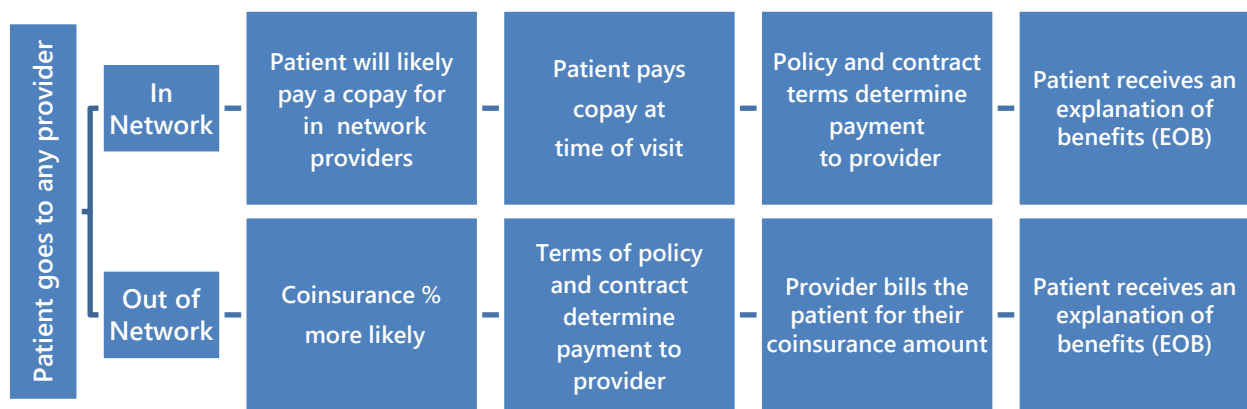 Patient goes to any provider
In
Network
Patient will likely
pay a copay for
in network
providers
Patient pays
copay at
time of visit
Policy and contract
terms determine
payment
to provider
Patient receives an
explanation of
benefits (EOB)
Out of
Network
Coinsurance %
more likely
Terms of policy
and contract
determine
payment to
provider
Provider bills the
patient for their
coinsurance amount
Patient receives an
explanation of
benefits (EOB)